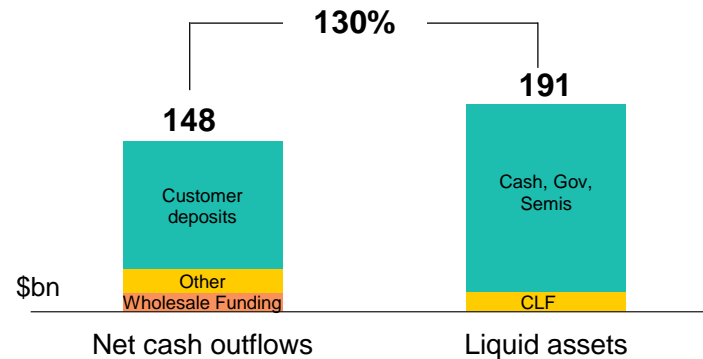 130%
148
191
Customer
deposits
Cash, Gov,
Semis
Other
Wholesale Funding
CLF
$bn
Net cash outflows
Liquid assets